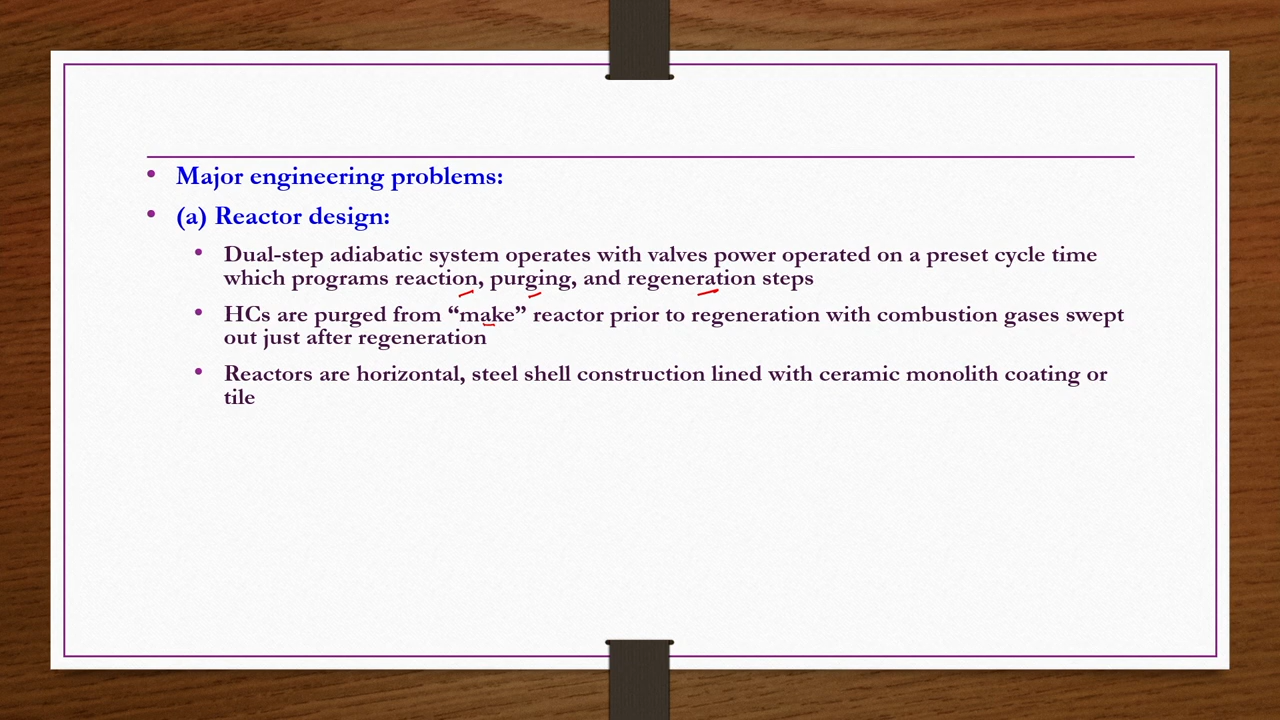 • Major engineering problems:
• (a) Reactor design:
• Dual-step adiabatic system operates with valves power operated on a preset cycle time
which programs reaction, purging, and regeneration steps
• HCs are purged from “make” reactor prior to regeneration with combustion gases swept
out just after regeneration
• Reactors are horizontal, steel shell construction lined with ceramic monolith coating or
tile